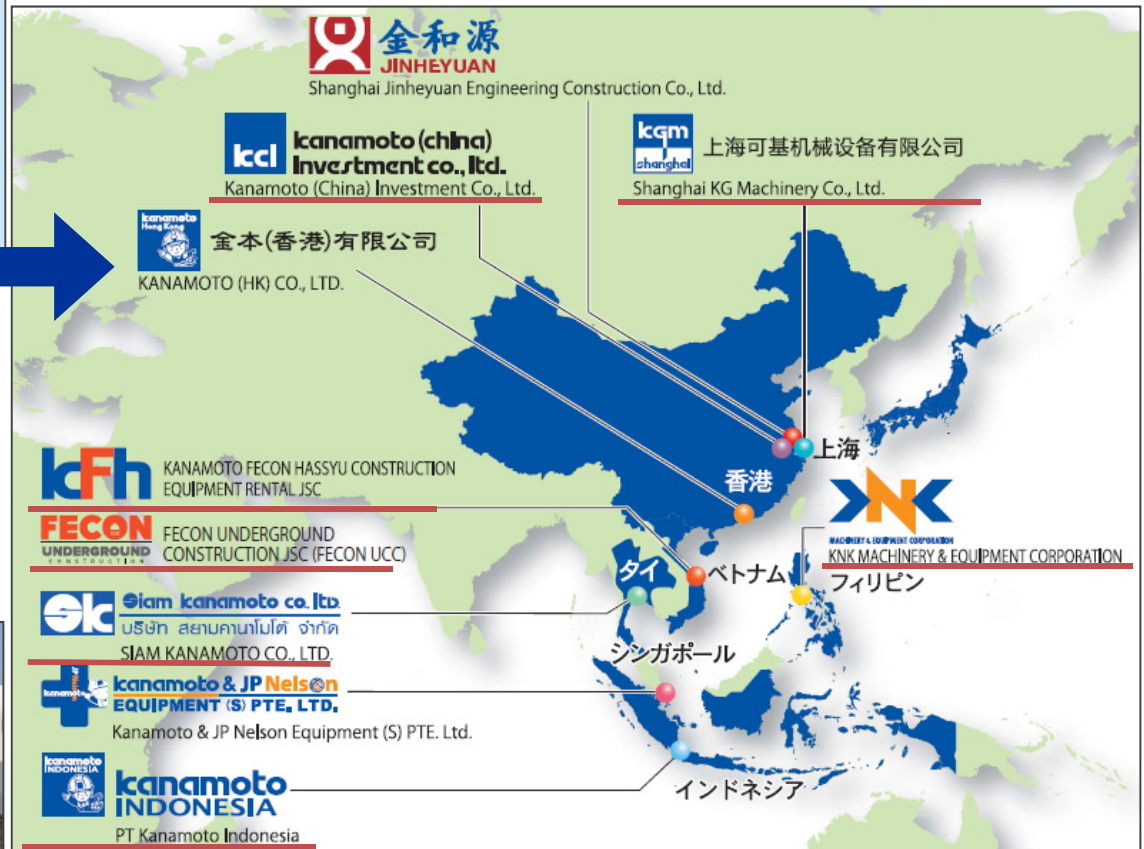 金和源
JINHEYUAN
Shanghai Jinheyuan Engineering Construction Co., Ltd.
kcl
kanamoto (china)
Investment co., ltd.
Kanamoto (China) Investment Co., Ltd.
kgm
shanghai
上海可基机械设备有限公司
Shanghai KG Machinery Co., Ltd.
kanamoto
Hong Kong
金本(香港)有限公司
KANAMOTO (HK) CO., LTD.
上海
香港
kFh
KANAMOTO FECON HASSYU CONSTRUCTION
EQUIPMENT RENTAL JSC
FECON
UNDERGROUND
CONSTRUCTION
FECON UNDERGROUND
CONSTRUCTION JSC (FECON UCC)
KNK
MACHINERY & EQUIPMENT CORPORATION
KNK MACHINERY & EQUIPMENT CORPORATION
タイ
ベトナム
フィリピン
Sk
Siam kanamoto co. ltd.
บริษัท สยามคานาโมโต้ จำกัด
SIAM KANAMOTO CO., LTD.
シンガポール
kanamoto
JP Nelson
kanamoto & JP Nelson
EQUIPMENT (S) PTE. LTD.
Kanamoto & JP Nelson Equipment (S) PTE. Ltd.
kanamoto
INDONESIA
kanamoto
INDONESIA
インドネシア
PT Kanamoto Indonesia